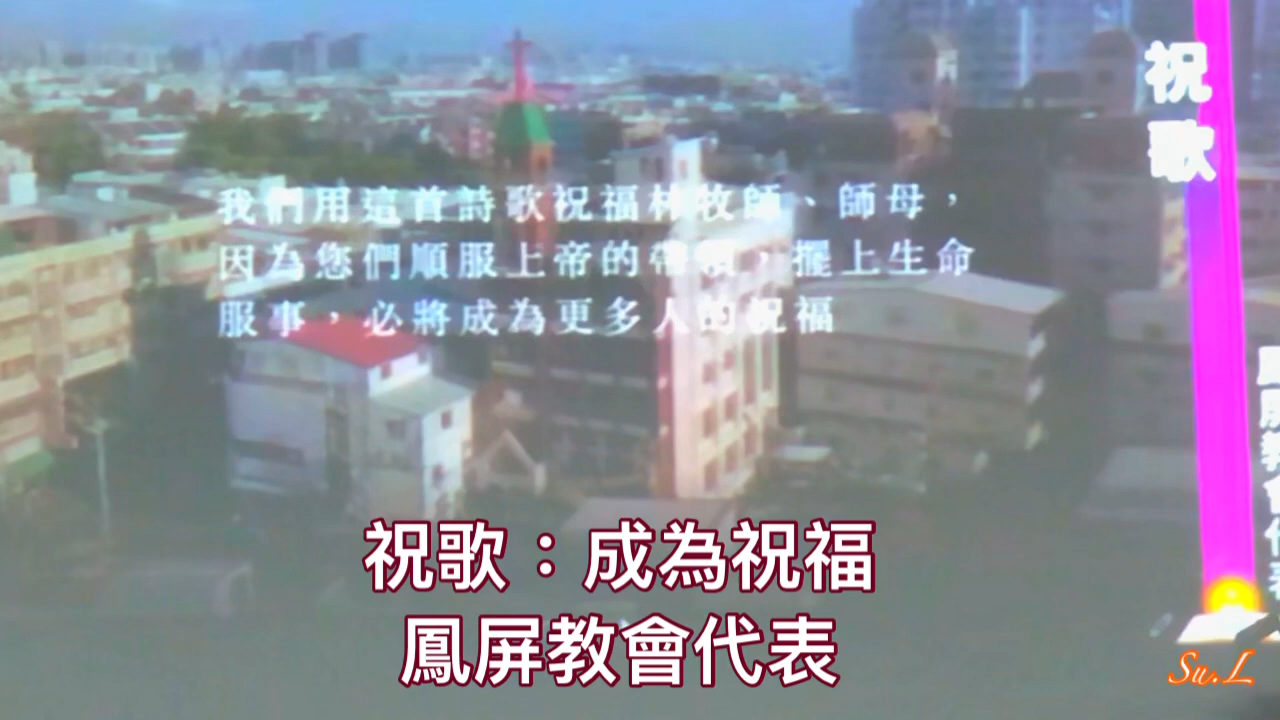 祝歌
我們用這首詩歌祝福林牧師、師母，
因為您們順服上帝的帶領，擺上生命
服事，必將成為更多人的祝福
鳳屏教會代表
祝歌：成為祝福
鳳屏教會代表
Su.L